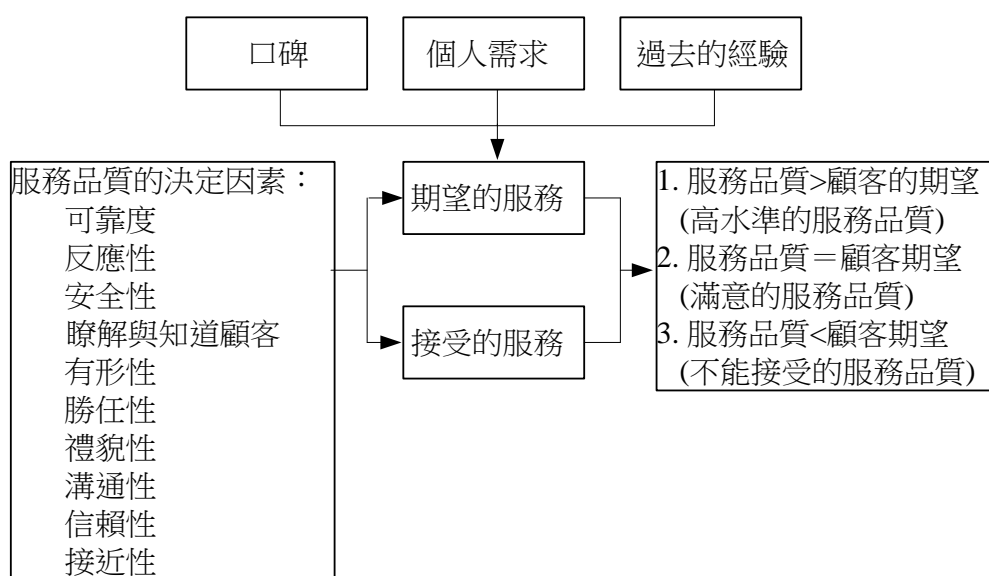 口碑
個人需求
過去的經驗
服務品質的決定因素：
可靠度
反應性
安全性
瞭解與知道顧客
有形性
勝任性
禮貌性
溝通性
信賴性
接近性
期望的服務
接受的服務
1. 服務品質>顧客的期望
(高水準的服務品質)
2. 服務品質＝顧客期望
(滿意的服務品質)
3. 服務品質<顧客期望
(不能接受的服務品質)